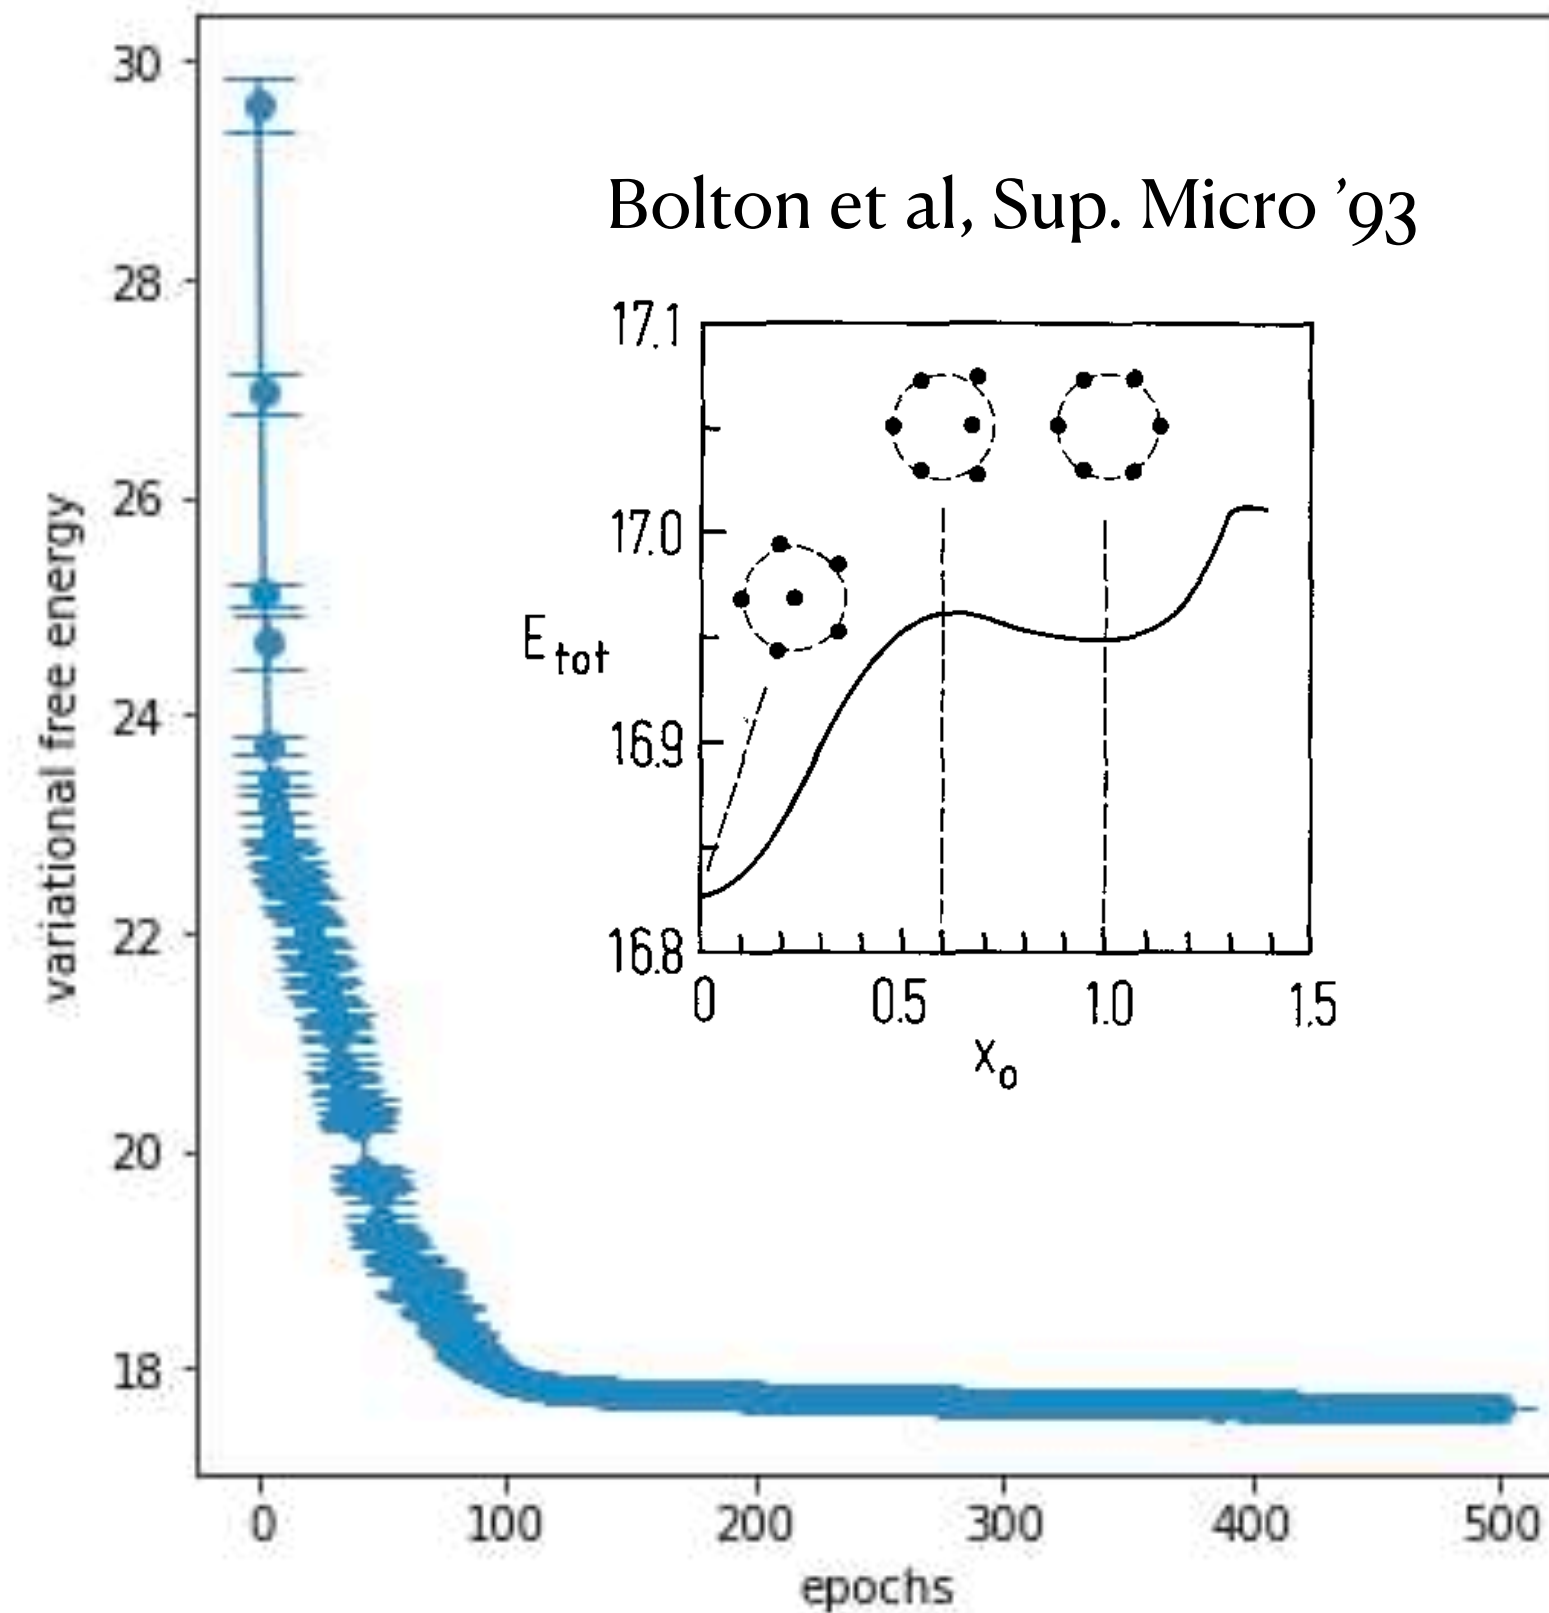 30
Bolton et al, Sup. Micro ’93
28
17.1
26
17.0
variational free energy
E tot
24
16.9
22
16.8
0 0.5 1.0 1.5
x₀
20
18
0 100 200 300 400 500
epochs